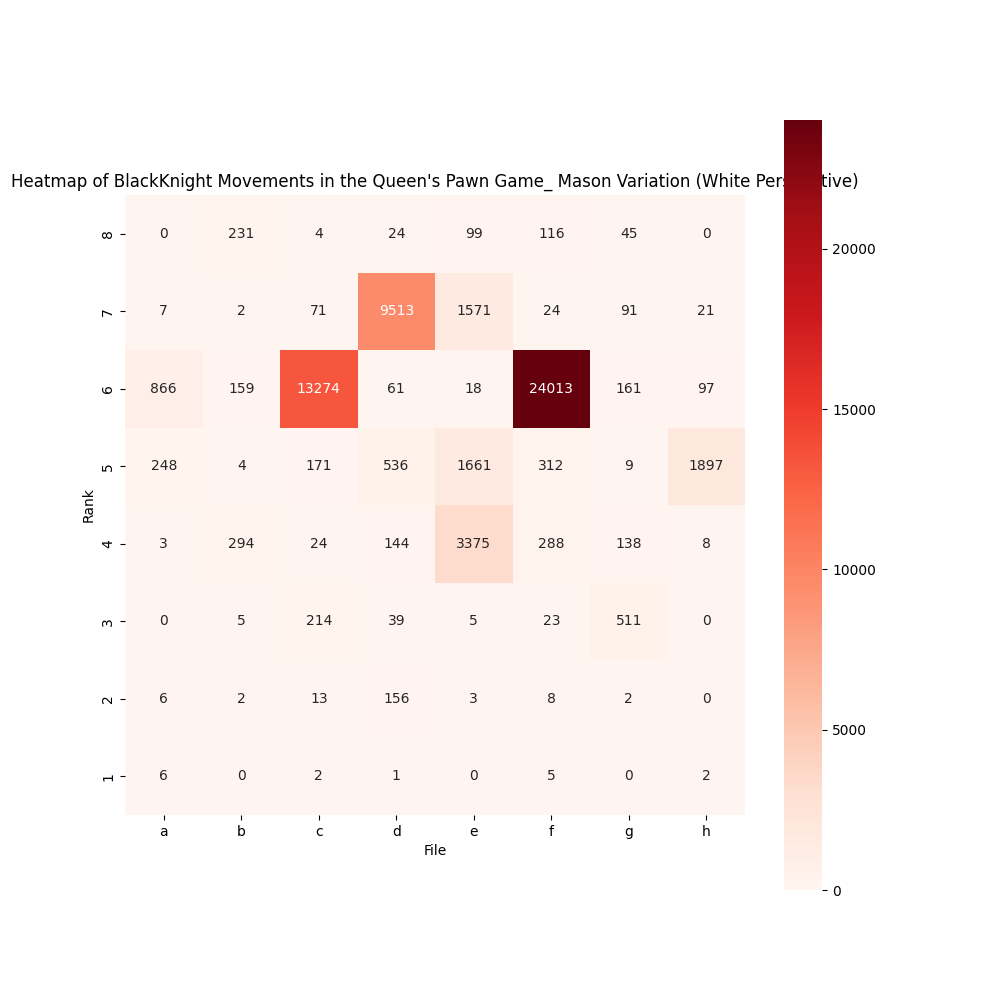 Heatmap of BlackKnight Movements in the Queen's Pawn Game_ Mason Variation (White Perspective)
8 0 231 4 24 99 116 45 0
20000
7 7 2 71 9513 1571 24 91 21
6 866 159 13274 61 18 24013 161 97
15000
5 248 4 171 536 1661 312 9 1897
Rank
4 3 294 24 144 3375 288 138 8
10000
3 0 5 214 39 5 23 511 0
2 6 2 13 156 3 8 2 0
5000
1 6 0 2 1 0 5 0 2
a b c d e f g h
File
0